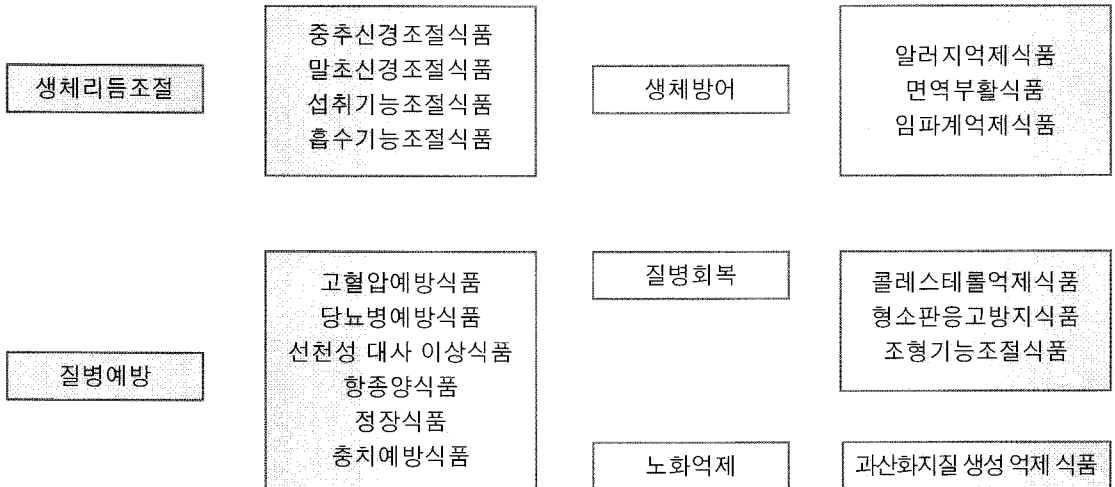 생체리듬조절
중추신경조절식품
말초신경조절식품
섭취기능조절식품
흡수기능조절식품
생체방어
알러지억제식품
면역부활식품
임파계억제식품
질병예방
고혈압예방식품
당뇨병예방식품
선천성 대사 이상식품
항종양식품
정장식품
충치예방식품
질병회복
콜레스테롤억제식품
형소판응고방지식품
조형기능조절식품
노화억제
과산화지질 생성 억제 식품